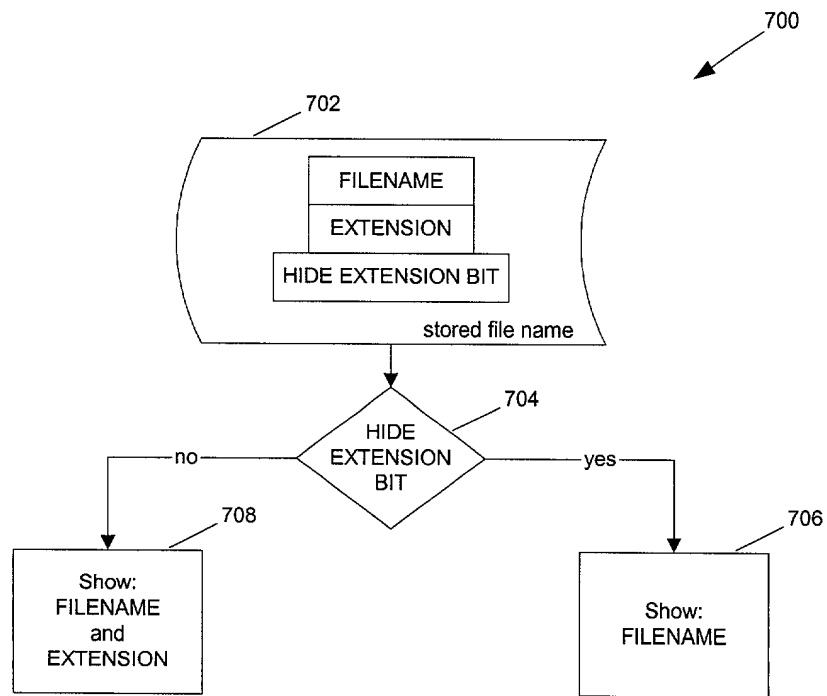 700
702
FILENAME
EXTENSION
HIDE EXTENSION BIT
stored file name
704
HIDE
EXTENSION
BIT
no
yes
708
706
Show:
FILENAME
and
EXTENSION
Show:
FILENAME